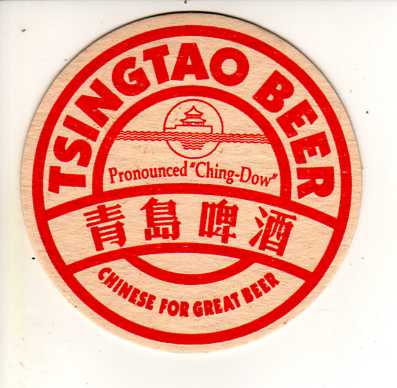 TSINGTAO BEER
Pronounced "Ching-Dow"
青島啤酒
CHINESE FOR GREAT BEER